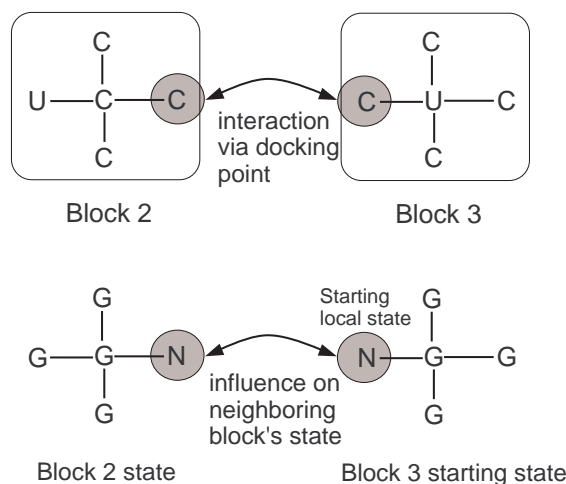 C
C
U C C
C U C
interaction
via docking
point
C
C
Block 2
Block 3
Starting
local state
G
G
G G N
N G G
influence on
neighboring
block's state
G
G
Block 2 state
Block 3 starting state